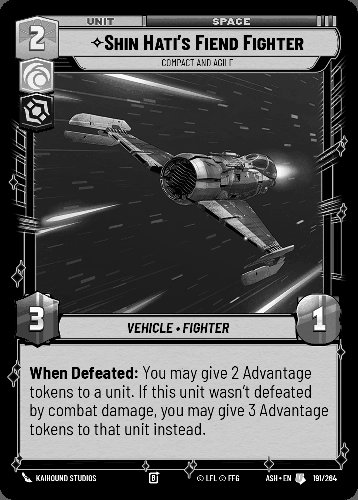 UNIT
SPACE
2
✧SHIN HATI'S FIEND FIGHTER
COMPACT AND AGILE
3
VEHICLE • FIGHTER
1
When Defeated: You may give 2 Advantage
tokens to a unit. If this unit wasn't defeated
by combat damage, you may give 3 Advantage
tokens to that unit instead.
KAIHOUND STUDIOS
© LFL © FFG
ASH • EN
191/264